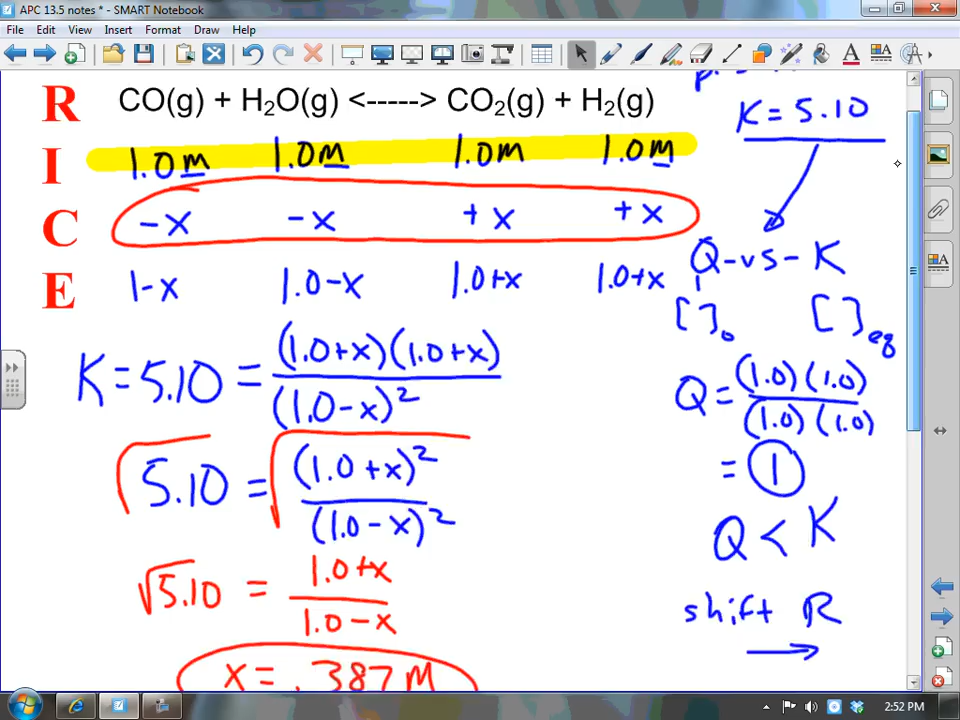 APC 13.5 notes * - SMART Notebook
File Edit View Insert Format Draw Help
R CO(g) + H₂O(g) <-----> CO₂(g) + H₂(g)
I 1.0M 1.0M 1.0M 1.0M
C -x -x +x +x
E 1-x 1.0-x 1.0+x 1.0+x
K = 5.10 = (1.0+x)(1.0+x) / (1.0-x)²
√5.10 = √(1.0+x)² / (1.0-x)²
√5.10 = 1.0+x / 1.0-x
x = .387 M
K = 5.10
Q-vs-K
[ ]₀ [ ]eq
Q = (1.0)(1.0) / (1.0)(1.0)
= 1
Q < K
shift R
→
2:52 PM